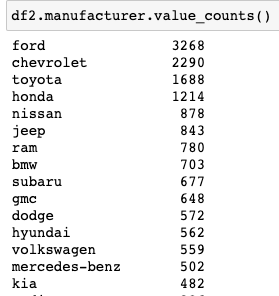 df2.manufacturer.value_counts()
ford 3268
chevrolet 2290
toyota 1688
honda 1214
nissan 878
jeep 843
ram 780
bmw 703
subaru 677
gmc 648
dodge 572
hyundai 562
volkswagen 559
mercedes-benz 502
kia 482